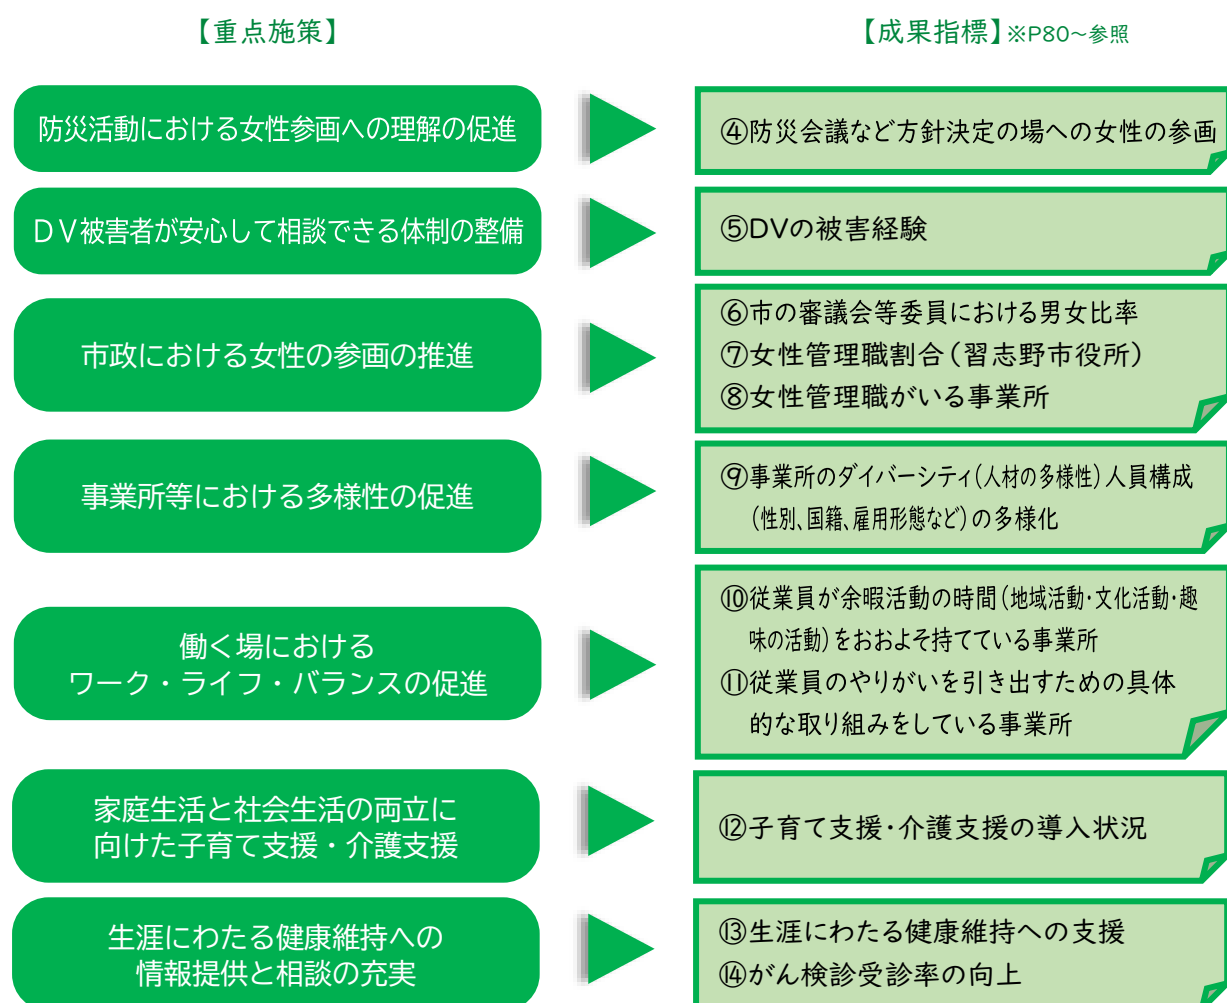 【重点施策】
【成果指標】※P80～参照
防災活動における女性参画への理解の促進
④防災会議など方針決定の場への女性の参画
ＤＶ被害者が安心して相談できる体制の整備
⑤DVの被害経験
市政における女性の参画の推進
⑥市の審議会等委員における男女比率
⑦女性管理職割合（習志野市役所）
⑧女性管理職がいる事業所
事業所等における多様性の促進
⑨事業所のダイバーシティ(人材の多様性)人員構成
（性別、国籍、雇用形態など）の多様化
働く場における
ワーク・ライフ・バランスの促進
⑩従業員が余暇活動の時間（地域活動・文化活動・趣
味の活動）をおおよそ持てている事業所
⑪従業員のやりがいを引き出すための具体
的な取り組みをしている事業所
家庭生活と社会生活の両立に
向けた子育て支援・介護支援
⑫子育て支援・介護支援の導入状況
生涯にわたる健康維持への
情報提供と相談の充実
⑬生涯にわたる健康維持への支援
⑭がん検診受診率の向上